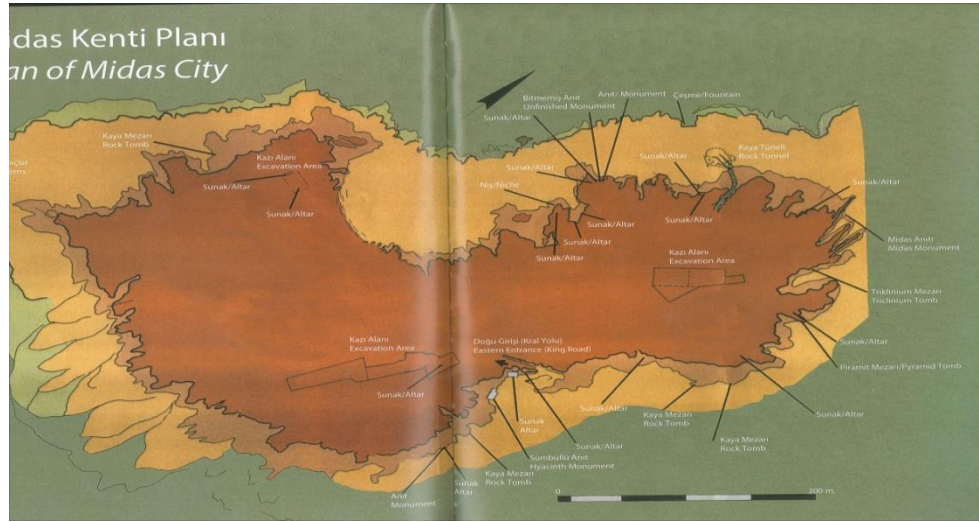 idas Kenti Planı
an of Midas City
Bitmemiş Anıt
Unfinished Monument
Anıt/ Monument
Çeşme/Fountain
Sunak/Altar
Kaya Mezarı
Rock Tomb
Kazı Alanı
Excavation Area
Sunak/Altar
Sunak/Altar
Sunak/Altar
Niş/Niche
Sunak/Altar
Kaya Tüneli
Rock Tunnel
Sunak/Altar
Sunak/Altar
Sunak/Altar
Sunak/Altar
Sunak/Altar
Midas Anıtı
Midas Monument
Kazı Alanı
Excavation Area
Triklinium Mezarı
Triclinium Tomb
Kazı Alanı
Excavation Area
Doğu Girişi (Kral Yolu)
Eastern Entrance (King Road)
Sunak/Altar
Sunak/Altar
Piramit Mezarı/Pyramid Tomb
Sunak/Altar
Sunak/Altar
Kaya Mezarı
Rock Tomb
Sunak
Altar
Sunak/Altar
Kaya Mezarı
Rock Tomb
Sümbüllü Anıt
Hyacinth Monument
Kaya Mezarı
Rock Tomb
Sunak
Altar
Anıt
Monument
0
200 m.